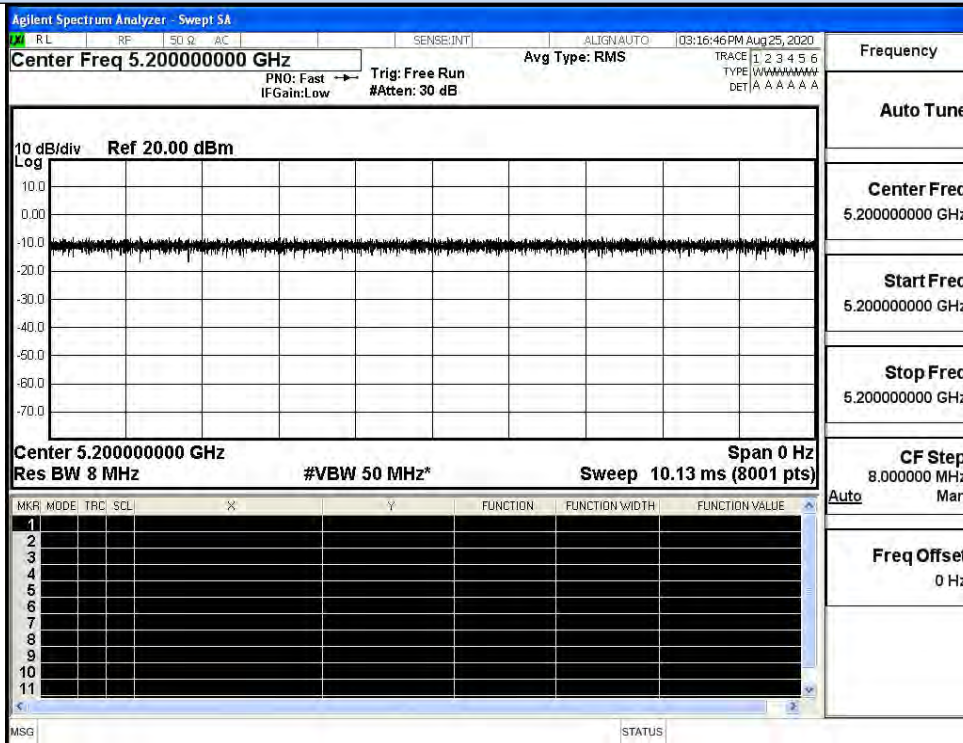 Agilent Spectrum Analyzer - Swept SA
LXI RL RF 50 Ω AC SENSE:INT ALIGNAUTO 03:16:46 PM Aug 25, 2020
Center Freq 5.200000000 GHz
PNO: Fast
IFGain:Low
Trig: Free Run
#Atten: 30 dB
Avg Type: RMS
TRACE 1 2 3 4 5 6
TYPE WWWWWW
DET A A A A A A
10 dB/div Ref 20.00 dBm
Log
10.0
0.00
-10.0
-20.0
-30.0
-40.0
-50.0
-60.0
-70.0
Center 5.200000000 GHz Span 0 Hz
Res BW 8 MHz #VBW 50 MHz* Sweep 10.13 ms (8001 pts)
MKR MODE TRC SCL X Y FUNCTION FUNCTION WIDTH FUNCTION VALUE
1
2
3
4
5
6
7
8
9
10
11
MSG STATUS
Frequency
Auto Tune
Center Freq
5.200000000 GHz
Start Freq
5.200000000 GHz
Stop Freq
5.200000000 GHz
CF Step
8.000000 MHz
Auto Man
Freq Offset
0 Hz